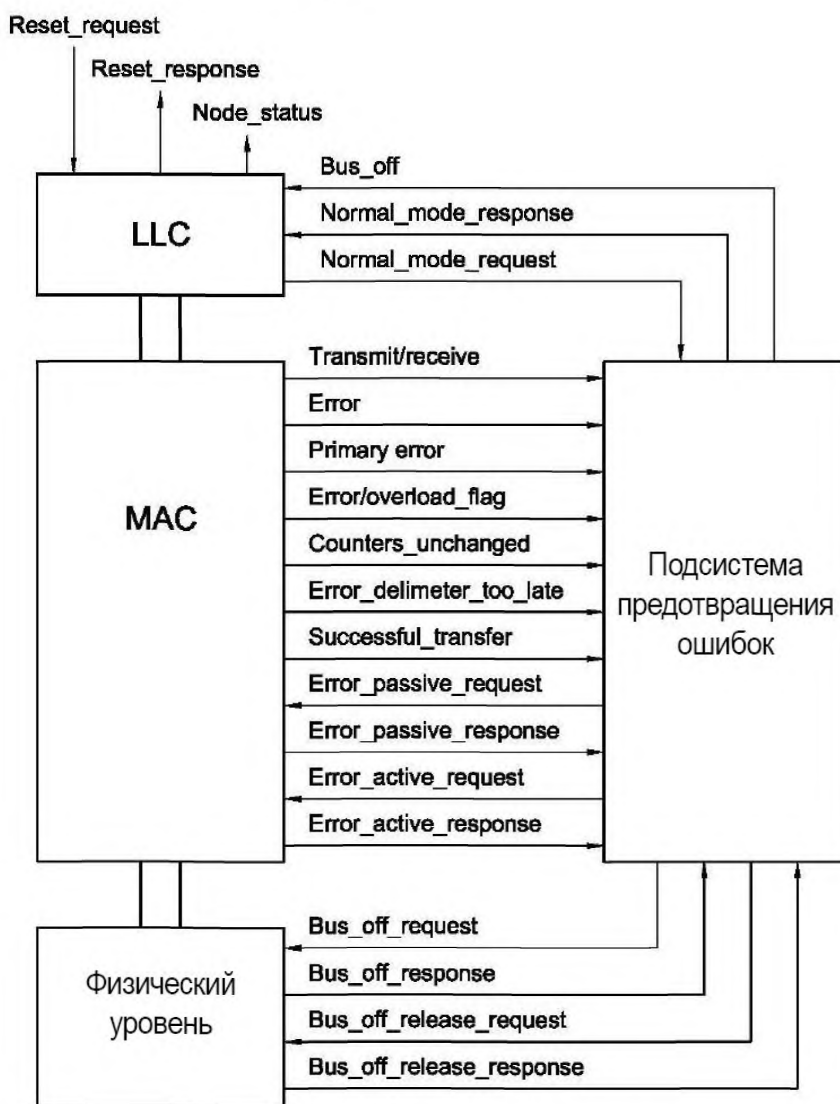 Reset_request
Reset_response
Node_status
Bus_off
LLC
Normal_mode_response
Normal_mode_request
Transmit/receive
Error
Primary error
Error/overload_flag
MAC
Counters_unchanged
Error_delimeter_too_late
Successful_transfer
Error_passive_request
Error_passive_response
Error_active_request
Error_active_response
Подсистема
предотвращения
ошибок
Bus_off_request
Bus_off_response
Bus_off_release_request
Bus_off_release_response
Физический
уровень